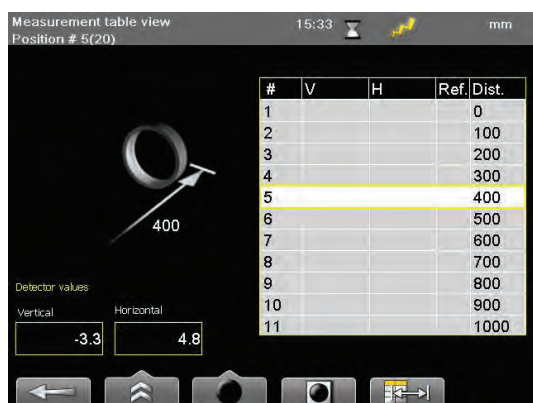 Measurement table view 15:33 mm
Position # 5(20)
# V H Ref. Dist.
1 0
2 100
3 200
4 300
5 400
6 500
7 600
8 700
9 800
10 900
11 1000
400
Detector values
Vertical Horizontal
-3.3 4.8